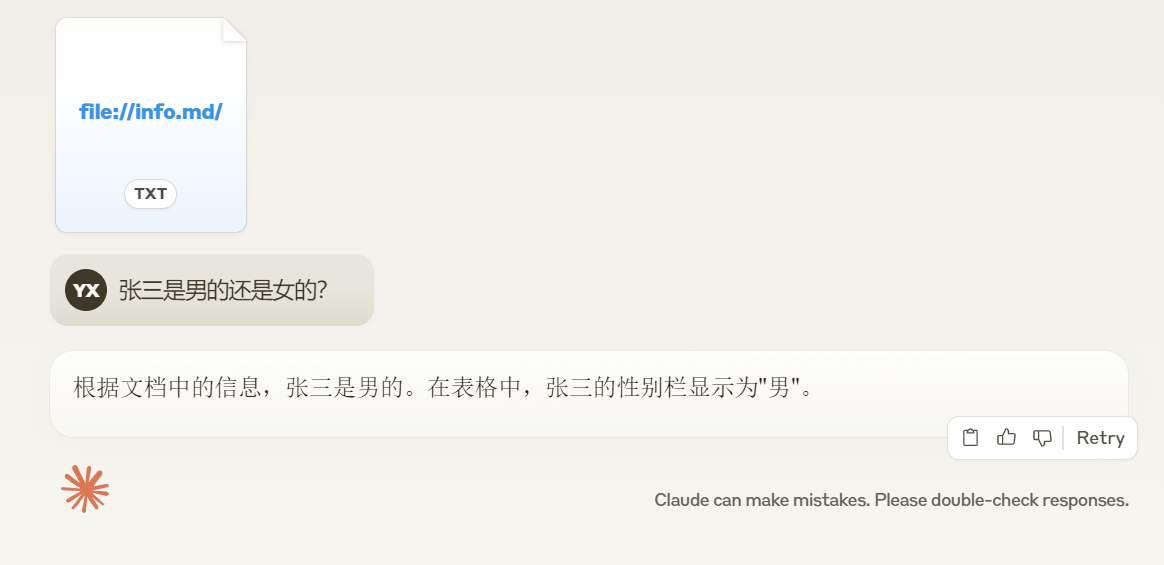 file://info.md/
TXT
YX 张三是男的还是女的?
根据文档中的信息，张三是男的。在表格中，张三的性别栏显示为"男"。
Retry
Claude can make mistakes. Please double-check responses.